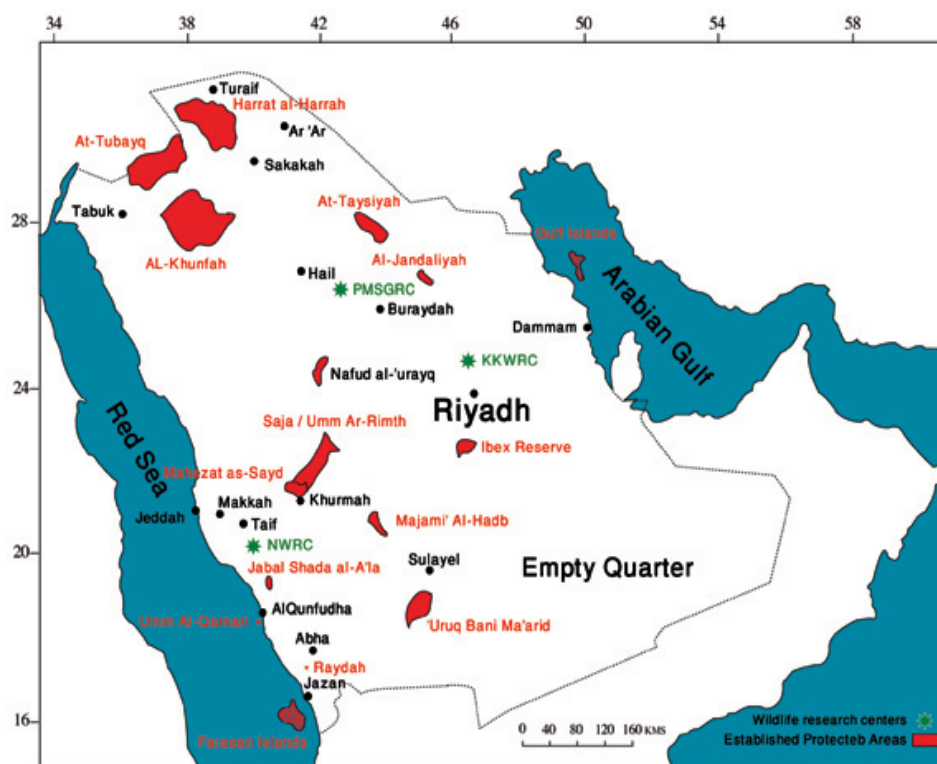 34
38
42
46
50
54
58
Turaif
Harrat al-Harrah
Ar 'Ar
At-Tubayq
Sakakah
At-Taysiyah
28
Tabuk
Gulf Islands
Al-Jandaliyah
AL-Khunfah
Hail
PMSGRC
Buraydah
Arabian Gulf
Dammam
KKWRC
Nafud al-'urayq
24
Riyadh
Red Sea
Saja / Umm Ar-Rimth
Ibex Reserve
Mahazat as-Sayd
Khurmah
Makkah
Jeddah
Taif
Majami' Al-Hadb
20
NWRC
Sulayel
Empty Quarter
Jabal Shada al-A'la
AlQunfudha
Umm Al-Qamari
'Uruq Bani Ma'arid
Abha
Raydah
Jazan
16
Farasan Islands
0 40 80 120 160 KMS
Wildlife research centers
Established Protecteb Areas